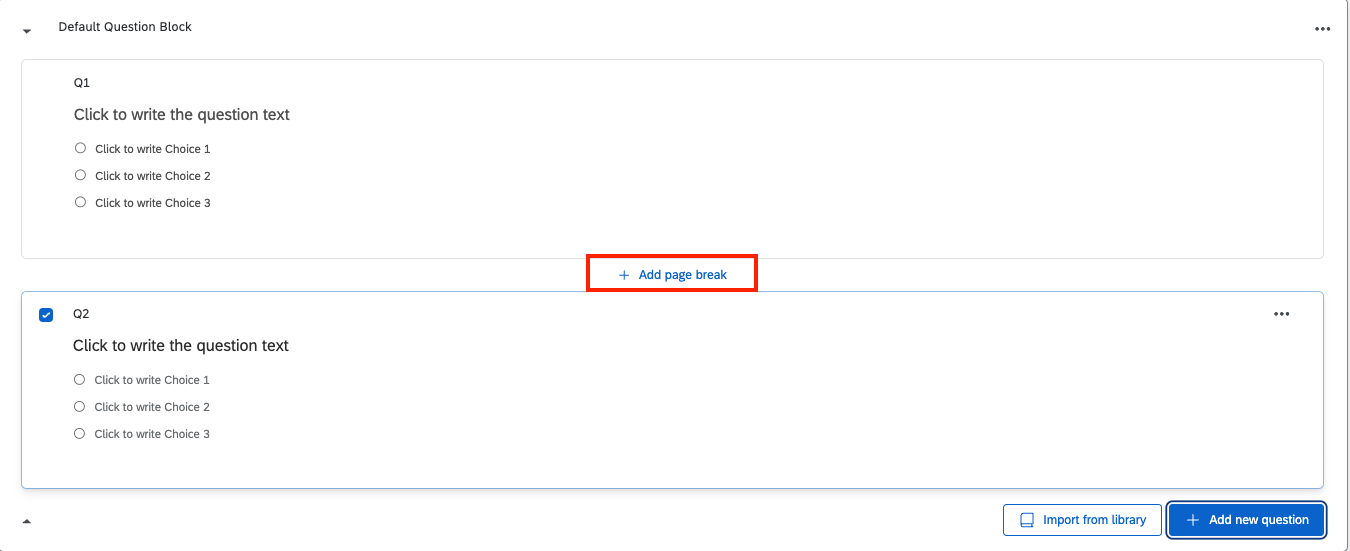 Default Question Block
Q1
Click to write the question text
Click to write Choice 1
Click to write Choice 2
Click to write Choice 3
Add page break
Q2
Click to write the question text
Click to write Choice 1
Click to write Choice 2
Click to write Choice 3
Import from library
Add new question